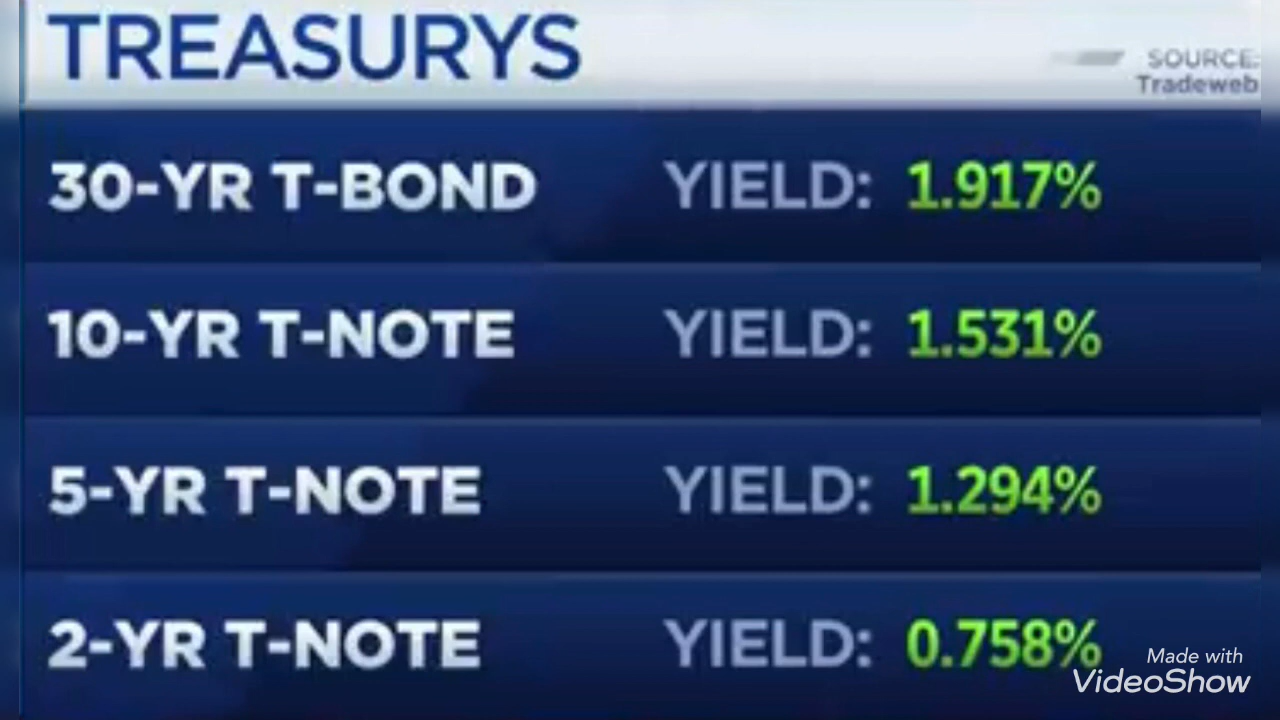 TREASURYS
SOURCE:
Tradeweb
30-YR T-BOND YIELD: 1.917%
10-YR T-NOTE YIELD: 1.531%
5-YR T-NOTE YIELD: 1.294%
2-YR T-NOTE YIELD: 0.758%
Made with
VideoShow